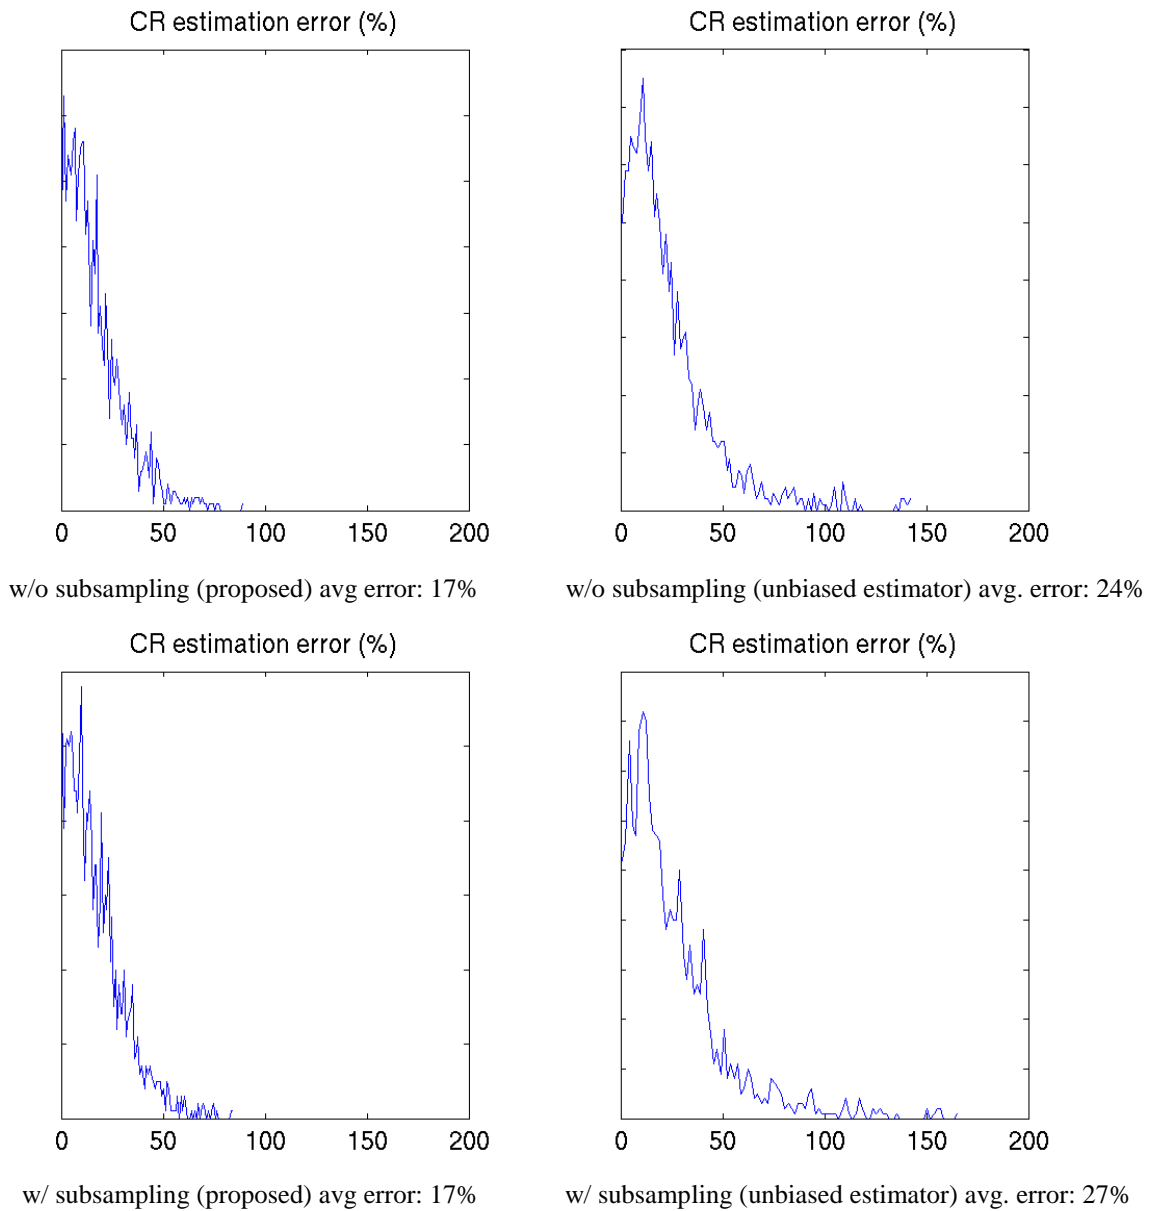 CR estimation error (%)
0 50 100 150 200
w/o subsampling (proposed) avg error: 17%
CR estimation error (%)
0 50 100 150 200
w/o subsampling (unbiased estimator) avg. error: 24%
CR estimation error (%)
0 50 100 150 200
w/ subsampling (proposed) avg error: 17%
CR estimation error (%)
0 50 100 150 200
w/ subsampling (unbiased estimator) avg. error: 27%